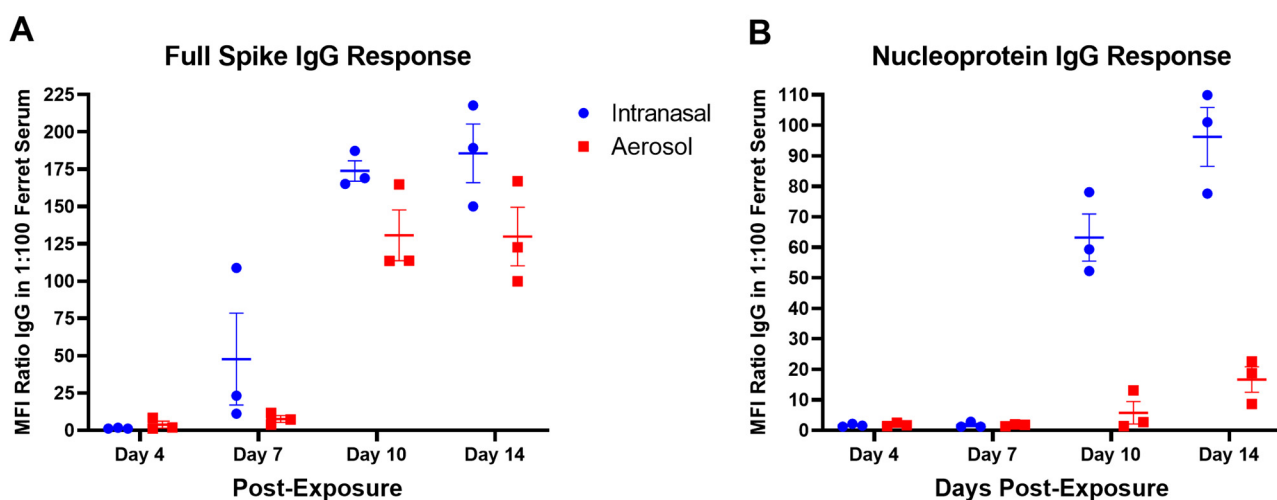 A
Full Spike IgG Response
MFI Ratio IgG in 1:100 Ferret Serum
225
200
175
150
125
100
75
50
25
0
Day 4 Day 7 Day 10 Day 14
Post-Exposure
Intranasal
Aerosol
B
Nucleoprotein IgG Response
MFI Ratio IgG in 1:100 Ferret Serum
110
100
90
80
70
60
50
40
30
20
10
0
Day 4 Day 7 Day 10 Day 14
Days Post-Exposure